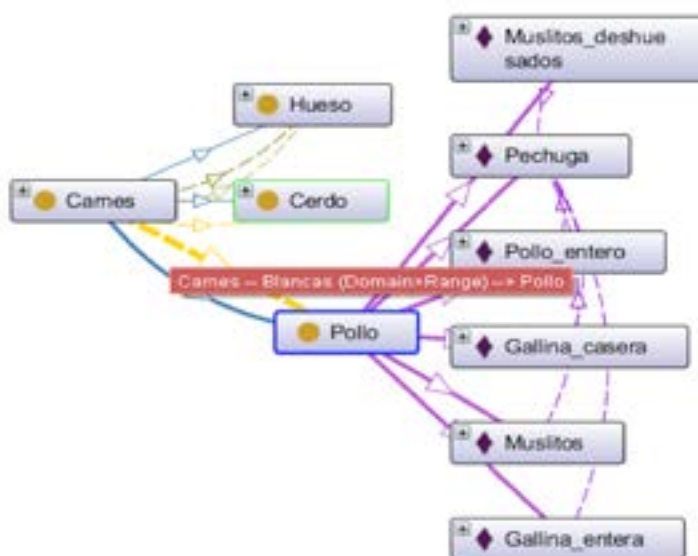 Muslitos_deshue
sados
Hueso
Pechuga
Carnes
Cerdo
Pollo_entero
Carnes -- Blancas (Domain>Range)--> Pollo
Pollo
Gallina_casera
Muslitos
Gallina_entera